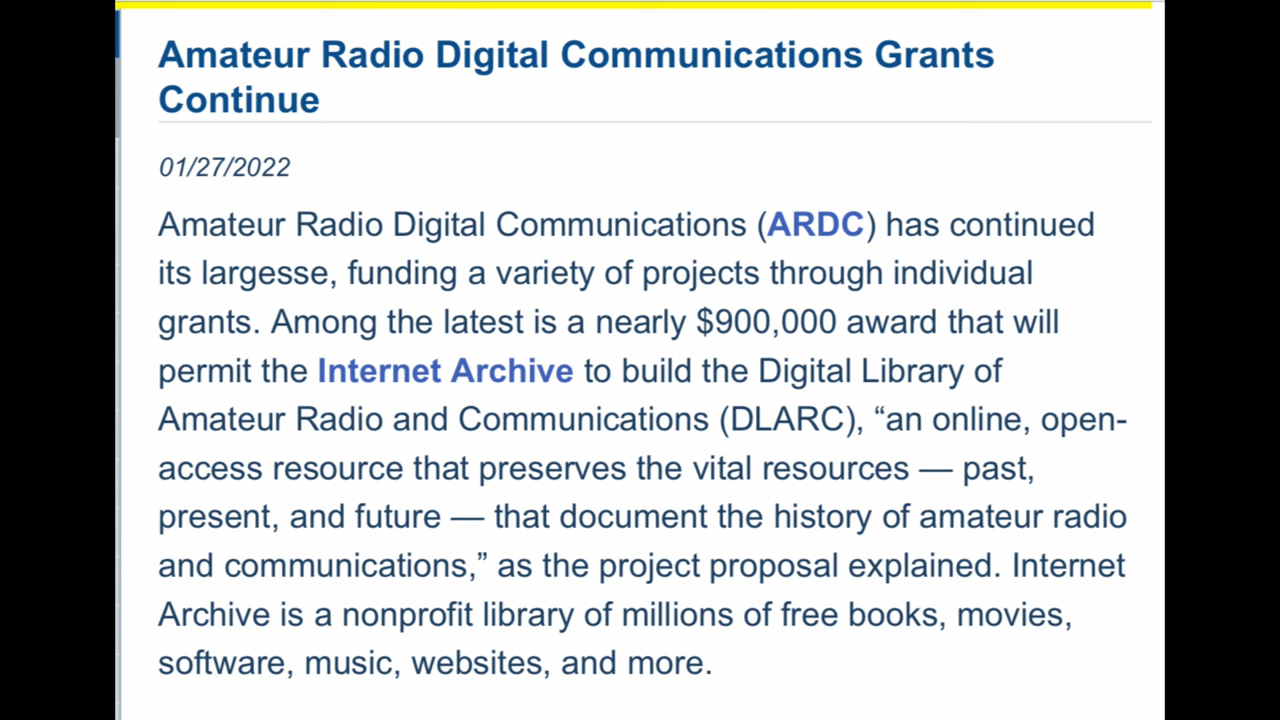 Amateur Radio Digital Communications Grants
Continue
01/27/2022
Amateur Radio Digital Communications (ARDC) has continued
its largesse, funding a variety of projects through individual
grants. Among the latest is a nearly $900,000 award that will
permit the Internet Archive to build the Digital Library of
Amateur Radio and Communications (DLARC), “an online, open-
access resource that preserves the vital resources — past,
present, and future — that document the history of amateur radio
and communications,” as the project proposal explained. Internet
Archive is a nonprofit library of millions of free books, movies,
software, music, websites, and more.